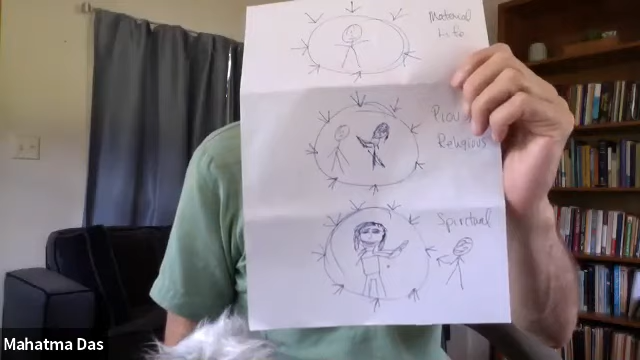 Material
Life
Pious
Religious
Spiritual
Mahatma Das